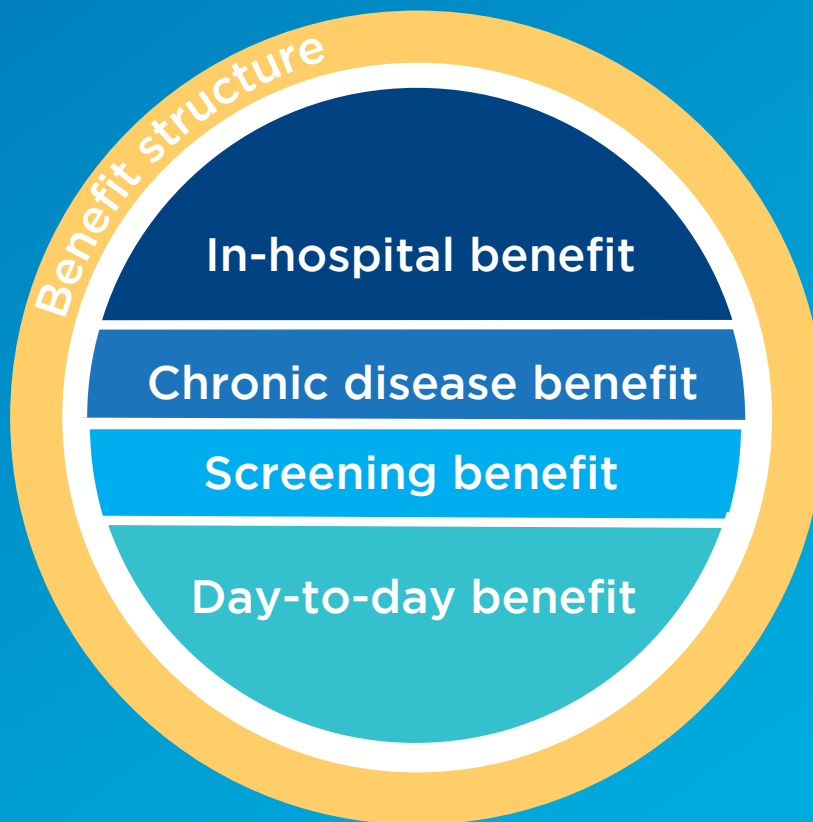 Benefit structure
In-hospital benefit
Chronic disease benefit
Screening benefit
Day-to-day benefit